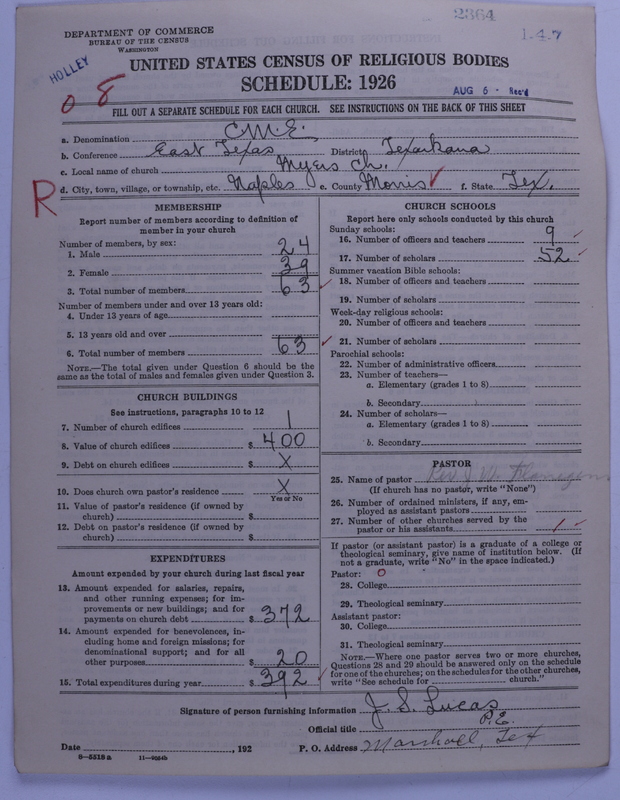 2364
1-4-7
DEPARTMENT OF COMMERCE
BUREAU OF THE CENSUS
WASHINGTON
HOLLEY
UNITED STATES CENSUS OF RELIGIOUS BODIES
SCHEDULE: 1926
AUG 6 - Rec'd
08
FILL OUT A SEPARATE SCHEDULE FOR EACH CHURCH. SEE INSTRUCTIONS ON THE BACK OF THIS SHEET
a. Denomination C.M.E.
b. Conference East Texas District Texarkana
c. Local name of church Myers Ch.
R
d. City, town, village, or township, etc. Naples e. County Morris f. State Tex.
MEMBERSHIP
Report number of members according to definition of
member in your church
Number of members, by sex:
1. Male 24
2. Female 39
3. Total number of members 63
Number of members under and over 13 years old:
4. Under 13 years of age
5. 13 years old and over
6. Total number of members 63
NOTE.—The total given under Question 6 should be the
same as the total of males and females given under Question 3.
CHURCH BUILDINGS
See instructions, paragraphs 10 to 12
7. Number of church edifices 1
8. Value of church edifices $ 400
9. Debt on church edifices $ X
10. Does church own pastor's residence X
Yes or No
11. Value of pastor's residence (if owned by
church) $
12. Debt on pastor's residence (if owned by
church) $
EXPENDITURES
Amount expended by your church during last fiscal year
13. Amount expended for salaries, repairs,
and other running expenses; for im-
provements or new buildings; and for
payments on church debt $ 372
14. Amount expended for benevolences, in-
cluding home and foreign missions; for
denominational support; and for all
other purposes $ 20
15. Total expenditures during year $ 392
CHURCH SCHOOLS
Report here only schools conducted by this church
Sunday schools:
16. Number of officers and teachers 9
17. Number of scholars 52
Summer vacation Bible schools:
18. Number of officers and teachers
19. Number of scholars
Week-day religious schools:
20. Number of officers and teachers
21. Number of scholars
Parochial schools:
22. Number of administrative officers
23. Number of teachers—
a. Elementary (grades 1 to 8)
b. Secondary
24. Number of scholars—
a. Elementary (grades 1 to 8)
b. Secondary
PASTOR
25. Name of pastor Rev J. W.
(If church has no pastor, write "None")
26. Number of ordained ministers, if any, em-
ployed as assistant pastors
27. Number of other churches served by the
pastor or his assistants 1
If pastor (or assistant pastor) is a graduate of a college or
theological seminary, give name of institution below. (If
not a graduate, write "No" in the space indicated.)
Pastor: 0
28. College
29. Theological seminary
Assistant pastor:
30. College
31. Theological seminary
NOTE.—Where one pastor serves two or more churches,
Questions 28 and 29 should be answered only on the schedule
for one of the churches; on the schedules for the other churches,
write "See schedule for church."
Signature of person furnishing information J. S. Lucas
Official title P.E.
Date , 192 P. O. Address Marshall, Tex